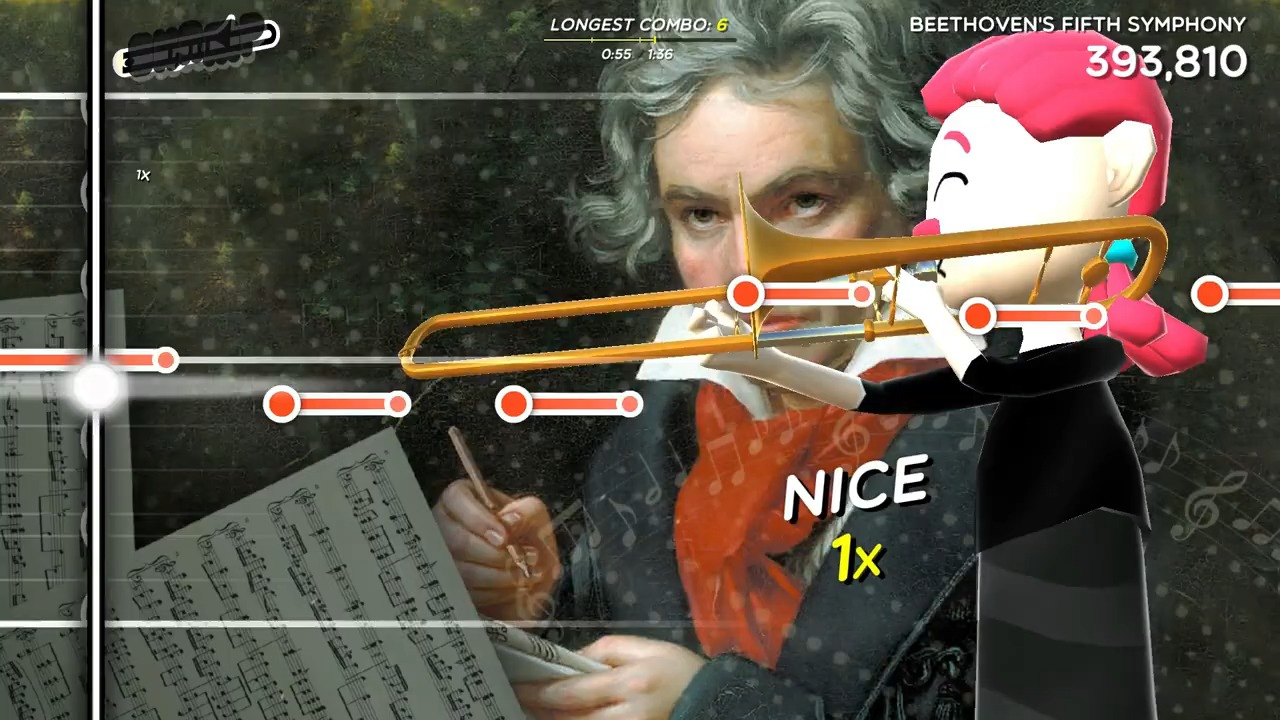 LONGEST COMBO: 6
0:55 1:36
BEETHOVEN'S FIFTH SYMPHONY
393,810
1x
NICE
1x